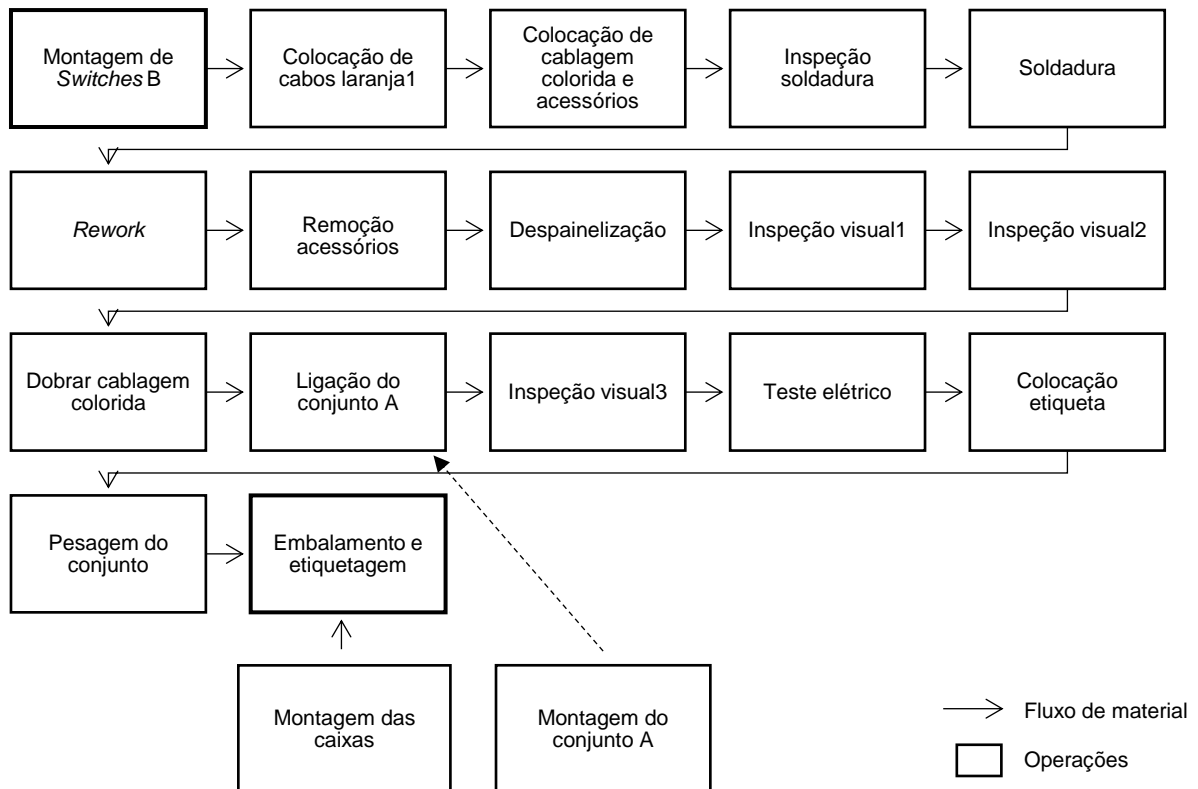 Montagem de
Switches B
Colocação de
cabos laranja1
Colocação de
cablagem
colorida e
acessórios
Inspeção
soldadura
Soldadura
Rework
Remoção
acessórios
Despainelização
Inspeção visual1
Inspeção visual2
Dobrar cablagem
colorida
Ligação do
conjunto A
Inspeção visual3
Teste elétrico
Colocação
etiqueta
Pesagem do
conjunto
Embalamento e
etiquetagem
Montagem das
caixas
Montagem do
conjunto A
Fluxo de material
Operações